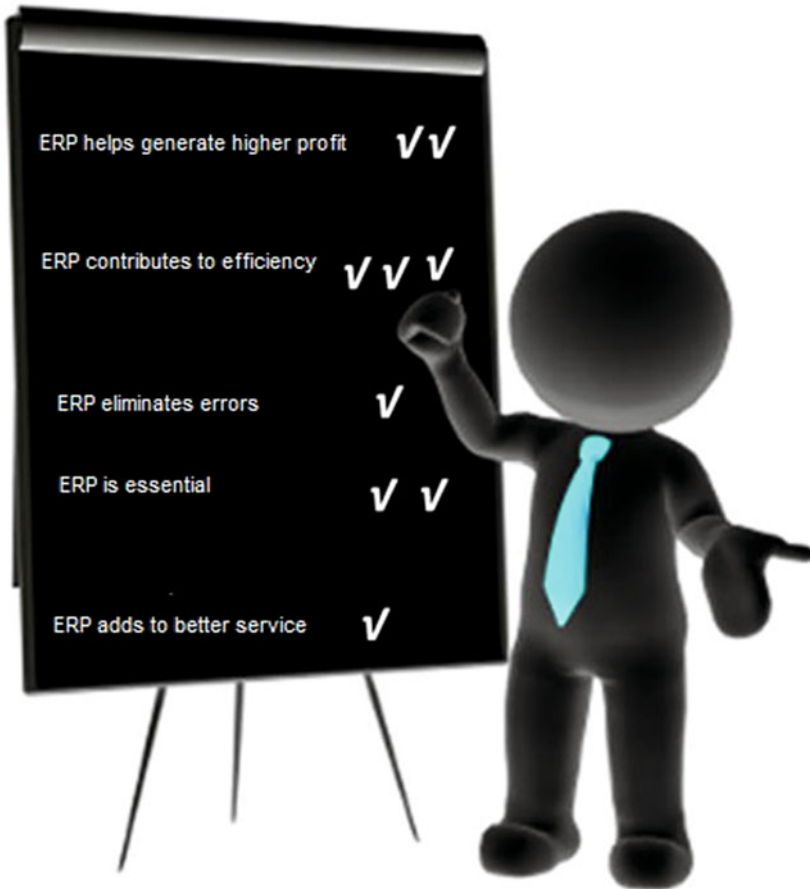 ERP helps generate higher profit √√
ERP contributes to efficiency √√√
ERP eliminates errors √
ERP is essential √√
ERP adds to better service √